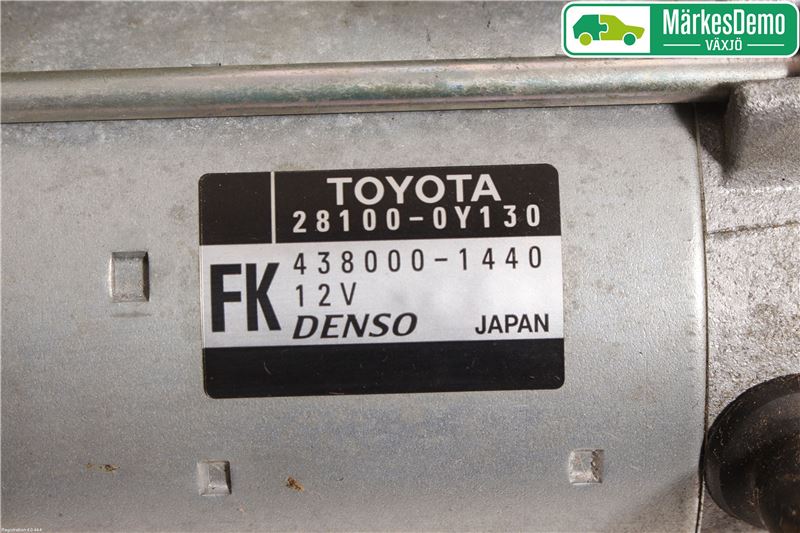 MärkesDemo
VÄXJÖ
TOYOTA
28100-0Y130
FK
438000-1440
12V
DENSO JAPAN